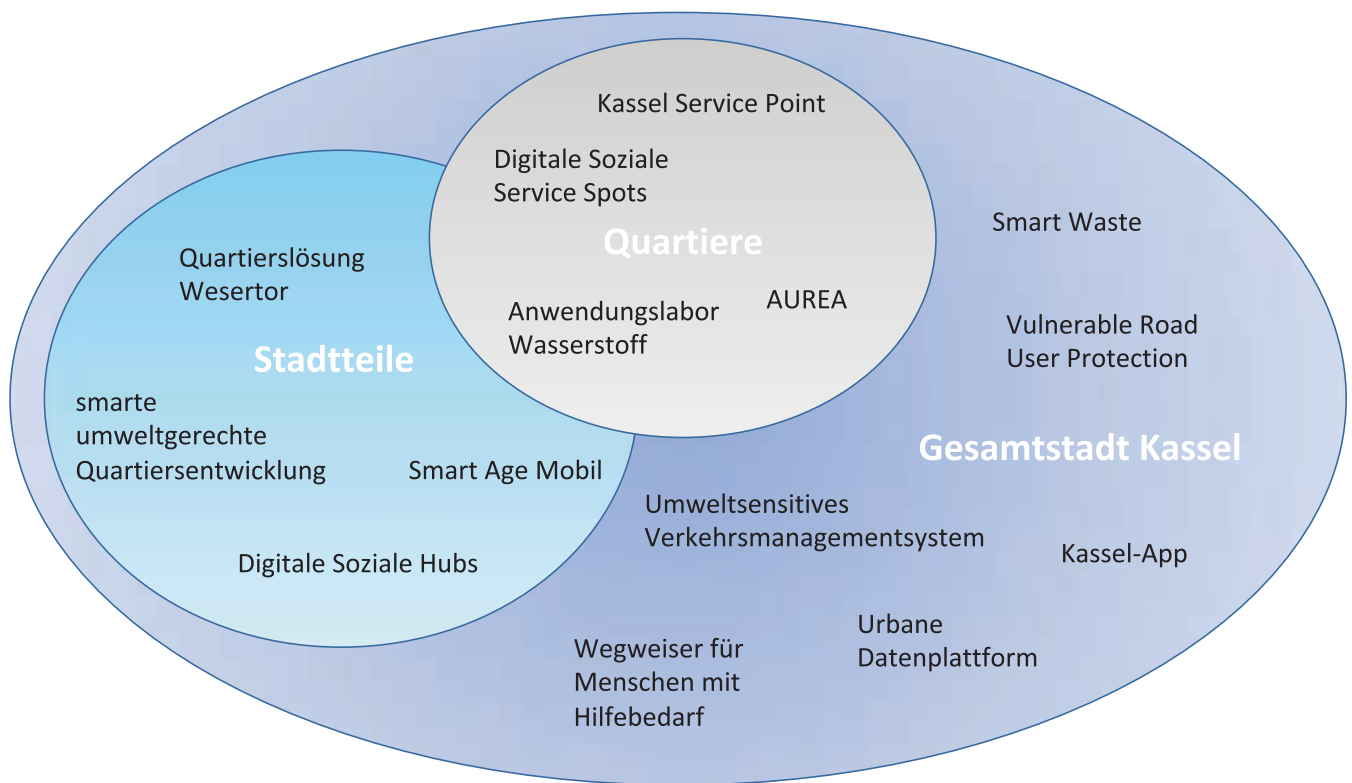 Kassel Service Point
Digitale Soziale
Service Spots
Quartiere
AUREA
Anwendungslabor
Wasserstoff
Quartierslösung
Wesertor
Stadtteile
smarte
umweltgerechte
Quartiersentwicklung
Smart Age Mobil
Digitale Soziale Hubs
Smart Waste
Vulnerable Road
User Protection
Gesamtstadt Kassel
Umweltsensitives
Verkehrsmanagementsystem
Kassel-App
Urbane
Datenplattform
Wegweiser für
Menschen mit
Hilfebedarf